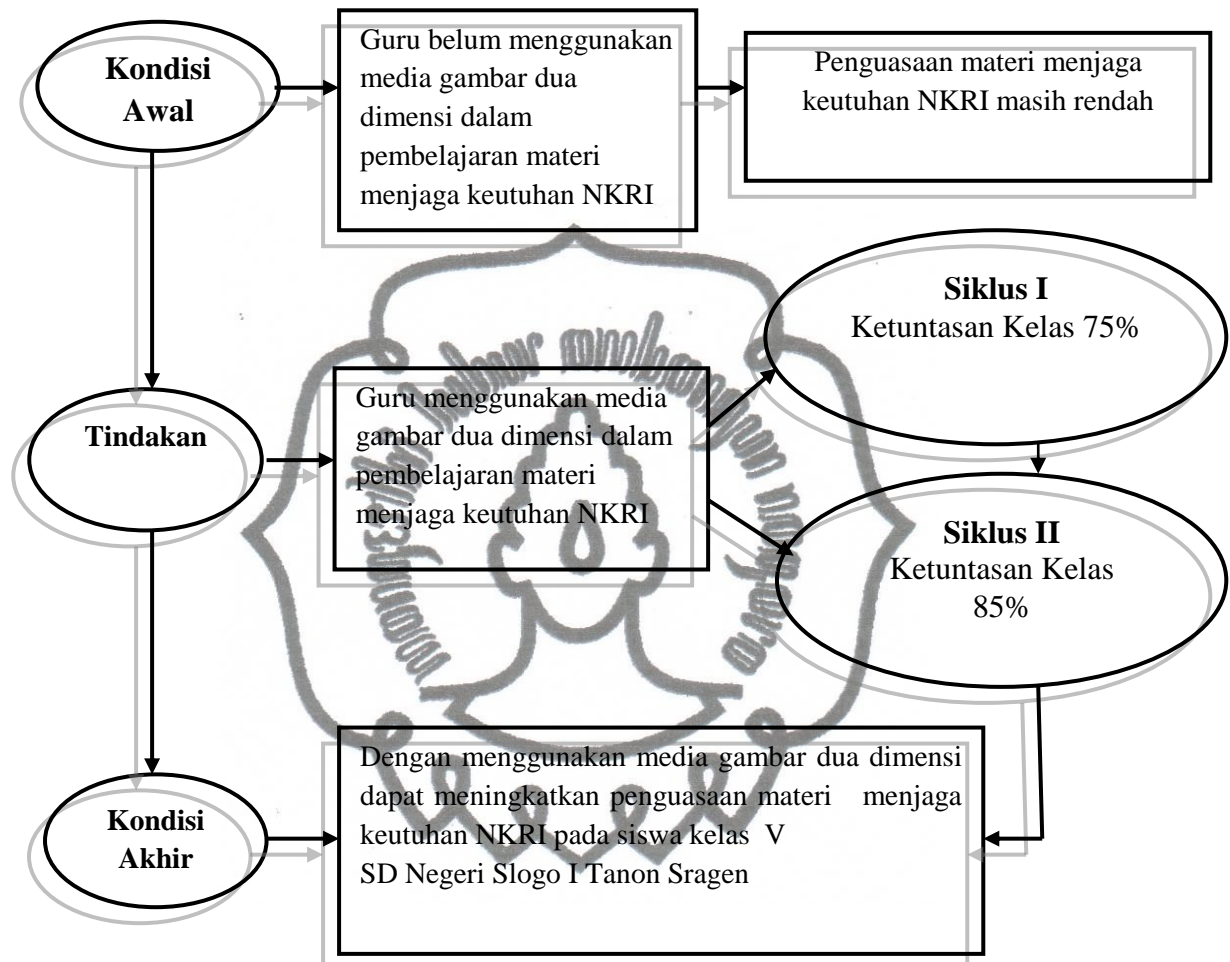 Kondisi
Awal
Guru belum menggunakan
media gambar dua
dimensi dalam
pembelajaran materi
menjaga keutuhan NKRI
Penguasaan materi menjaga
keutuhan NKRI masih rendah
Siklus I
Ketuntasan Kelas 75%
Tindakan
Guru menggunakan media
gambar dua dimensi dalam
pembelajaran materi
menjaga keutuhan NKRI
Siklus II
Ketuntasan Kelas
85%
Kondisi
Akhir
Dengan menggunakan media gambar dua dimensi
dapat meningkatkan penguasaan materi menjaga
keutuhan NKRI pada siswa kelas V
SD Negeri Slogo I Tanon Sragen